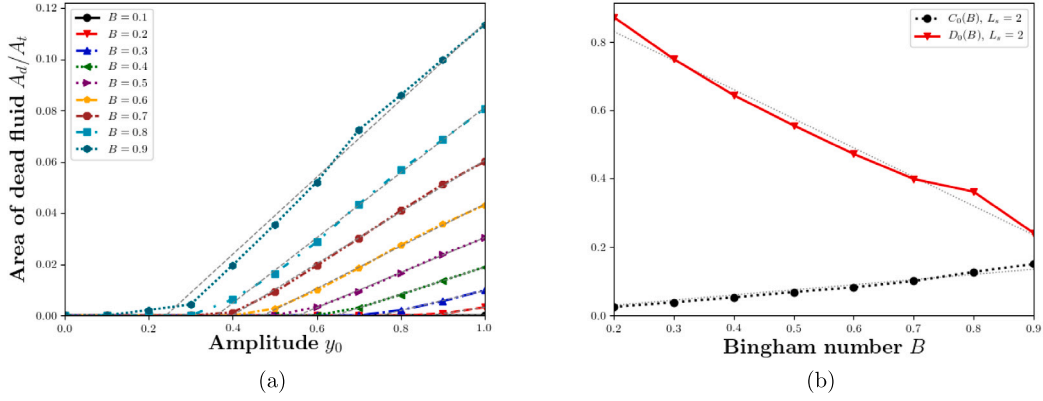 0.12
0.10
0.08
0.06
0.04
0.02
0.00
Area of dead fluid A_d/A_t
B = 0.1
B = 0.2
B = 0.3
B = 0.4
B = 0.5
B = 0.6
B = 0.7
B = 0.8
B = 0.9
0.0 0.2 0.4 0.6 0.8 1.0
Amplitude y_0
(a)
0.8
0.6
0.4
0.2
0.0
C_0(B), L_s = 2
D_0(B), L_s = 2
0.2 0.3 0.4 0.5 0.6 0.7 0.8 0.9
Bingham number B
(b)